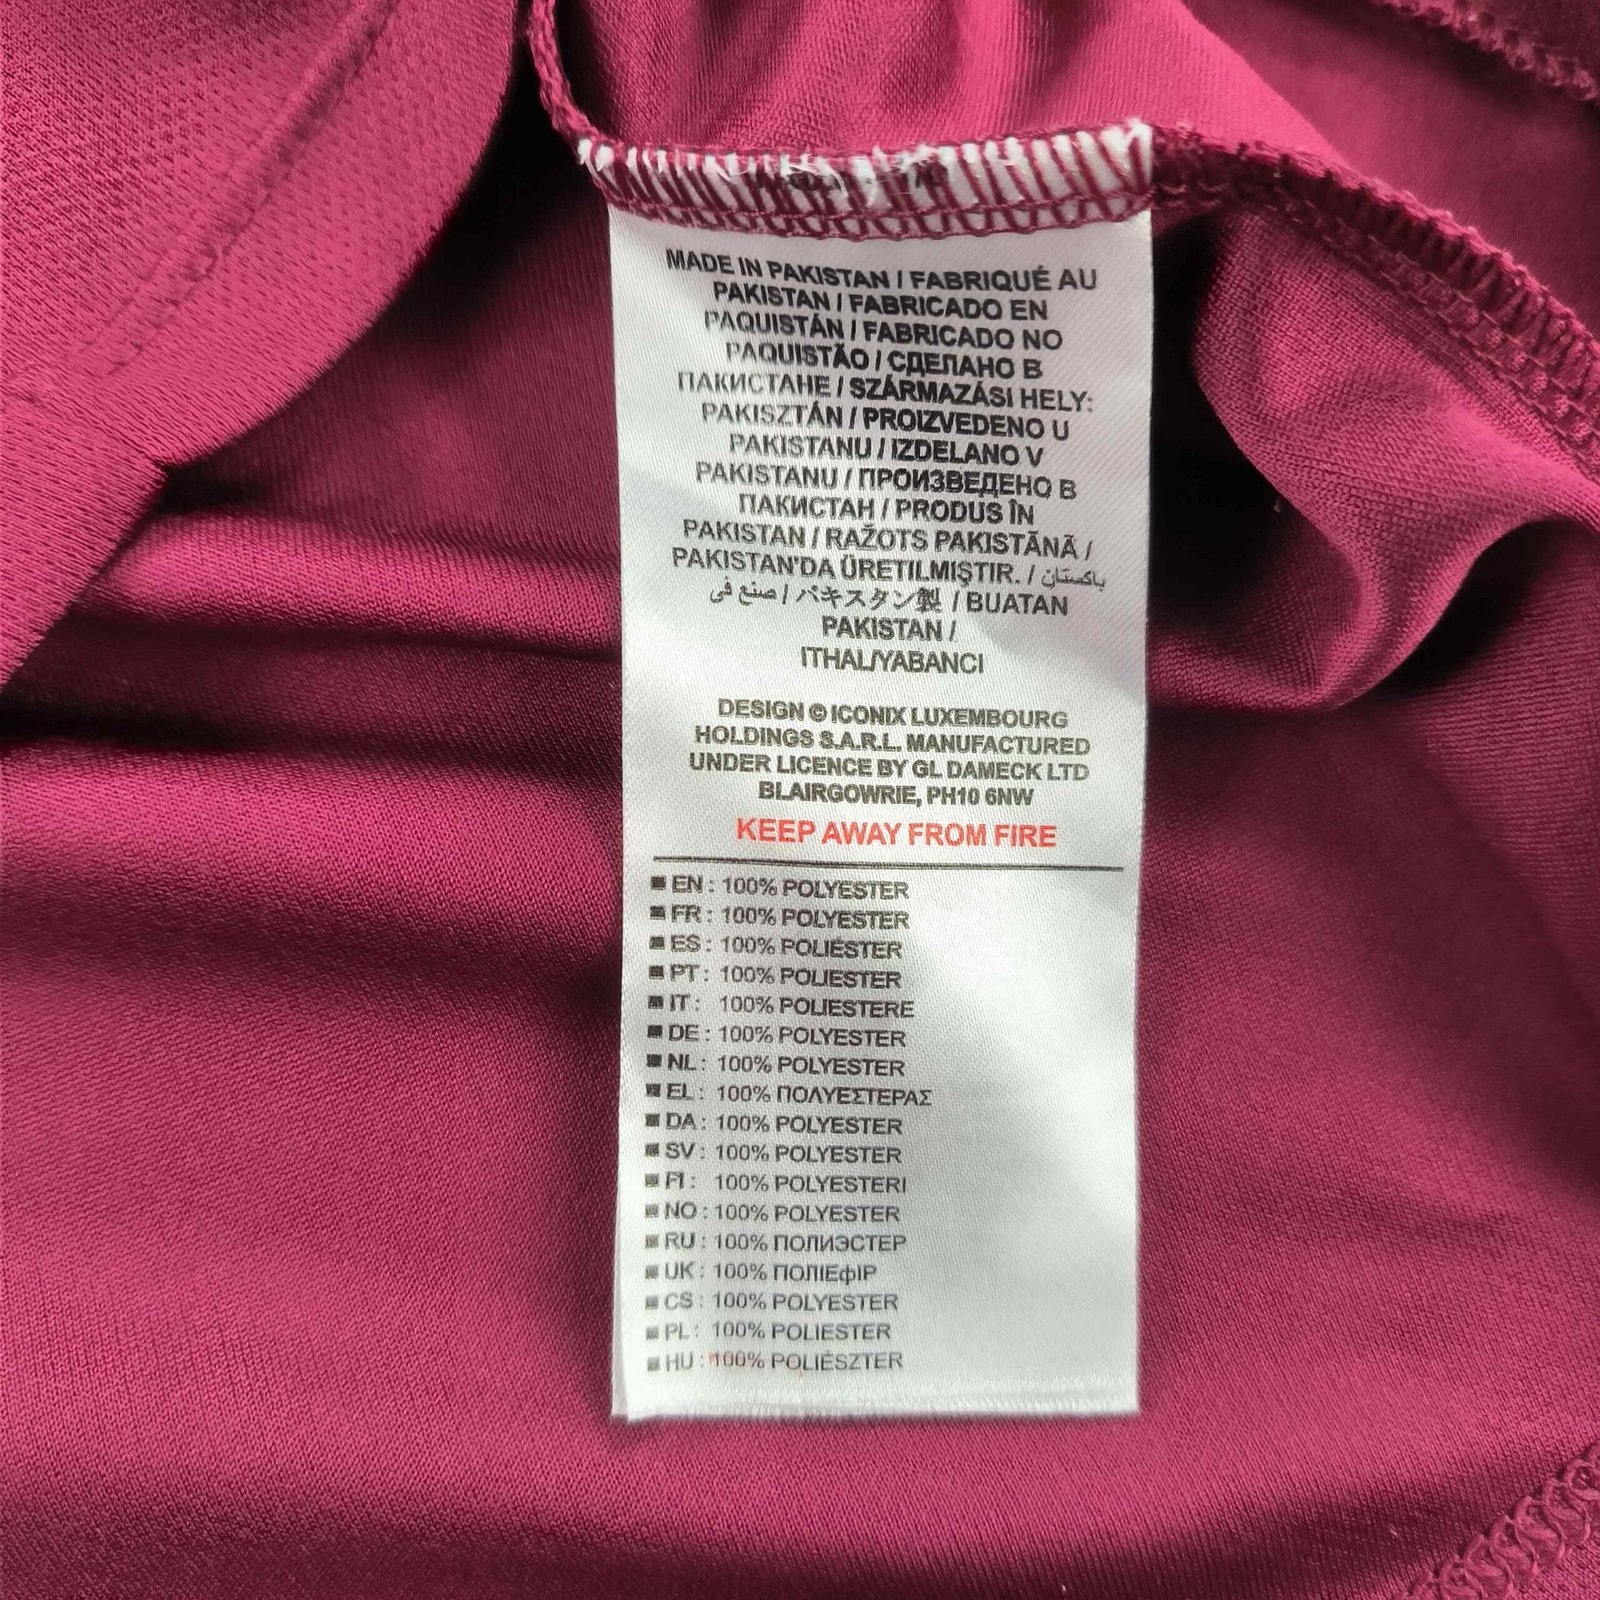 MADE IN PAKISTAN / FABRIQUÉ AU
PAKISTAN / FABRICADO EN
PAQUISTÁN / FABRICADO NO
PAQUISTÃO / СДЕЛАНО В
ПАКИСТАНЕ / SZÁRMAZÁSI HELY:
PAKISZTÁN / PROIZVEDENO U
PAKISTANU / IZDELANO V
PAKISTANU / ПРОИЗВЕДЕНО В
ПАКИСТАН / PRODUS ÎN
PAKISTAN / RAŽOTS PAKISTĀNĀ /
PAKISTAN'DA ÜRETILMIŞTIR. / باكستان
صنع في / パキスタン製 / BUATAN
PAKISTAN /
ITHAL/YABANCI
DESIGN © ICONIX LUXEMBOURG
HOLDINGS S.A.R.L. MANUFACTURED
UNDER LICENCE BY GL DAMECK LTD
BLAIRGOWRIE, PH10 6NW
KEEP AWAY FROM FIRE
EN : 100% POLYESTER
FR : 100% POLYESTER
ES : 100% POLIÉSTER
PT : 100% POLIESTER
IT : 100% POLIESTERE
DE : 100% POLYESTER
NL : 100% POLYESTER
EL : 100% ΠΟΛΥΕΣΤΕΡΑΣ
DA : 100% POLYESTER
SV : 100% POLYESTER
FI : 100% POLYESTERI
NO : 100% POLYESTER
RU : 100% ПОЛИЭСТЕР
UK : 100% ПОЛІЕфІР
CS : 100% POLYESTER
PL : 100% POLIESTER
HU : 100% POLIÉSZTER